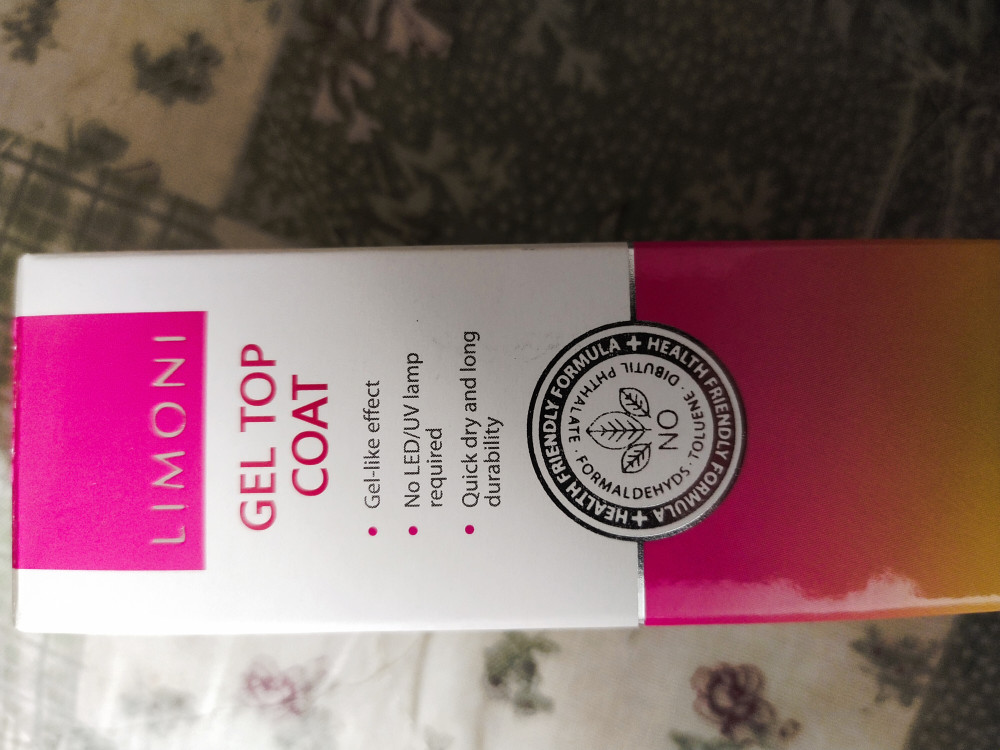 LIMONI
GEL TOP
COAT
• Gel-like effect
• No LED/UV lamp
required
• Quick dry and long
durability
HEALTH FRIENDLY FORMULA + HEALTH FRIENDLY FORMULA + HEALTH FRIENDLY FORMULA +
NO
FORMALDEHYDS · TOLUENE · DIBUTIL PHTHALATE ·